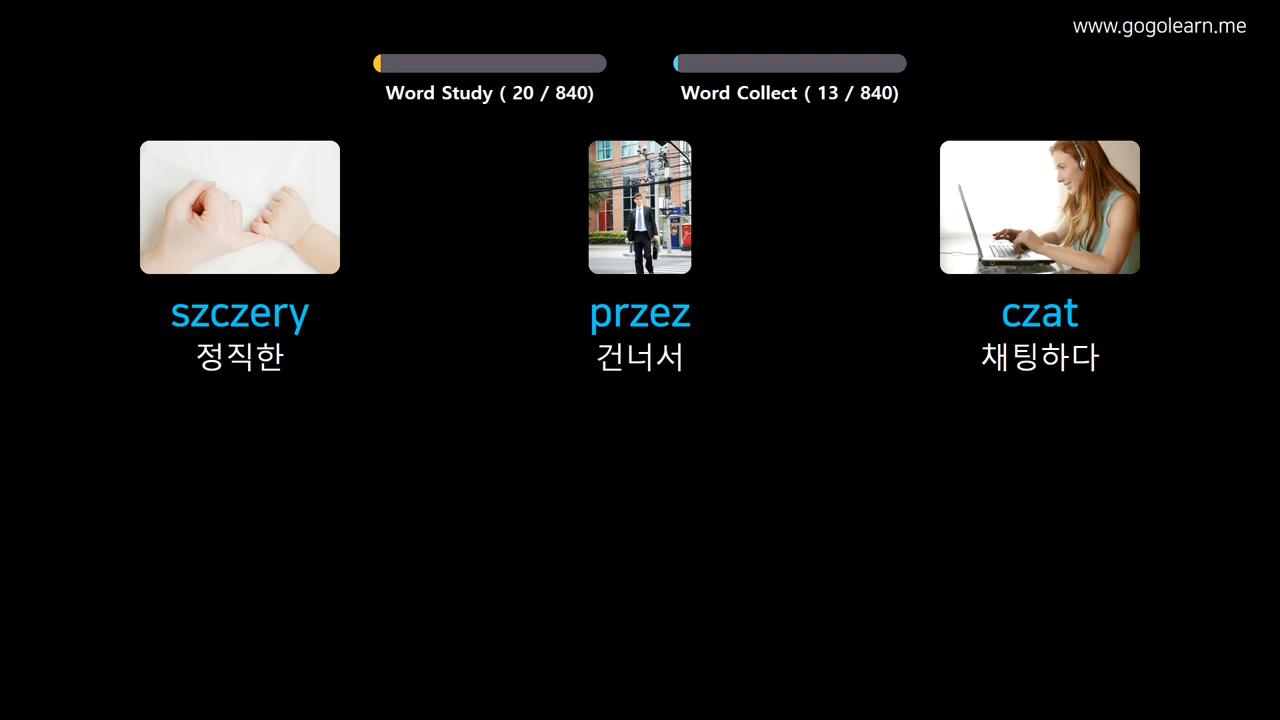 www.gogolearn.me
Word Study ( 20 / 840)
Word Collect ( 13 / 840)
szczery
przez
czat
정직한
건너서
채팅하다